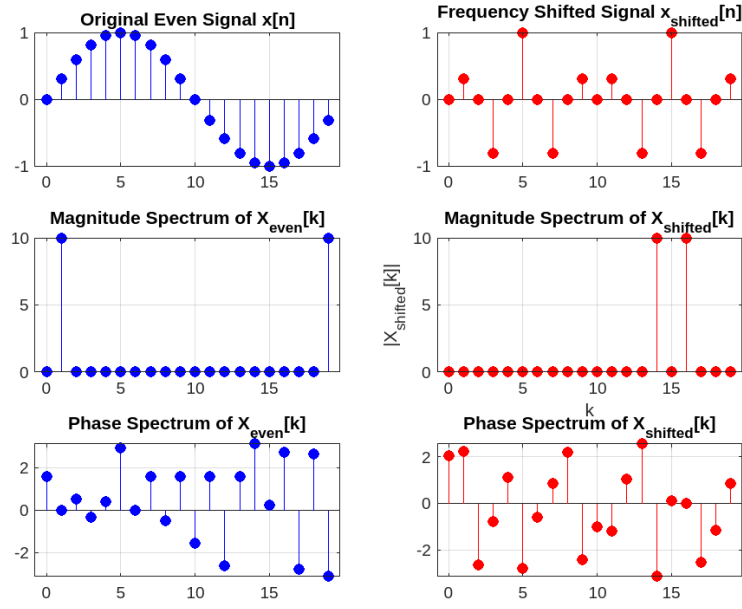 Original Even Signal x[n]
1
0
-1
0 5 10 15
Frequency Shifted Signal x_shifted[n]
1
0
-1
0 5 10 15
Magnitude Spectrum of X_even[k]
10
5
0
0 5 10 15
Magnitude Spectrum of X_shifted[k]
|X_shifted[k]|
10
5
0
0 5 10 15
k
Phase Spectrum of X_even[k]
2
0
-2
0 5 10 15
Phase Spectrum of X_shifted[k]
2
0
-2
0 5 10 15